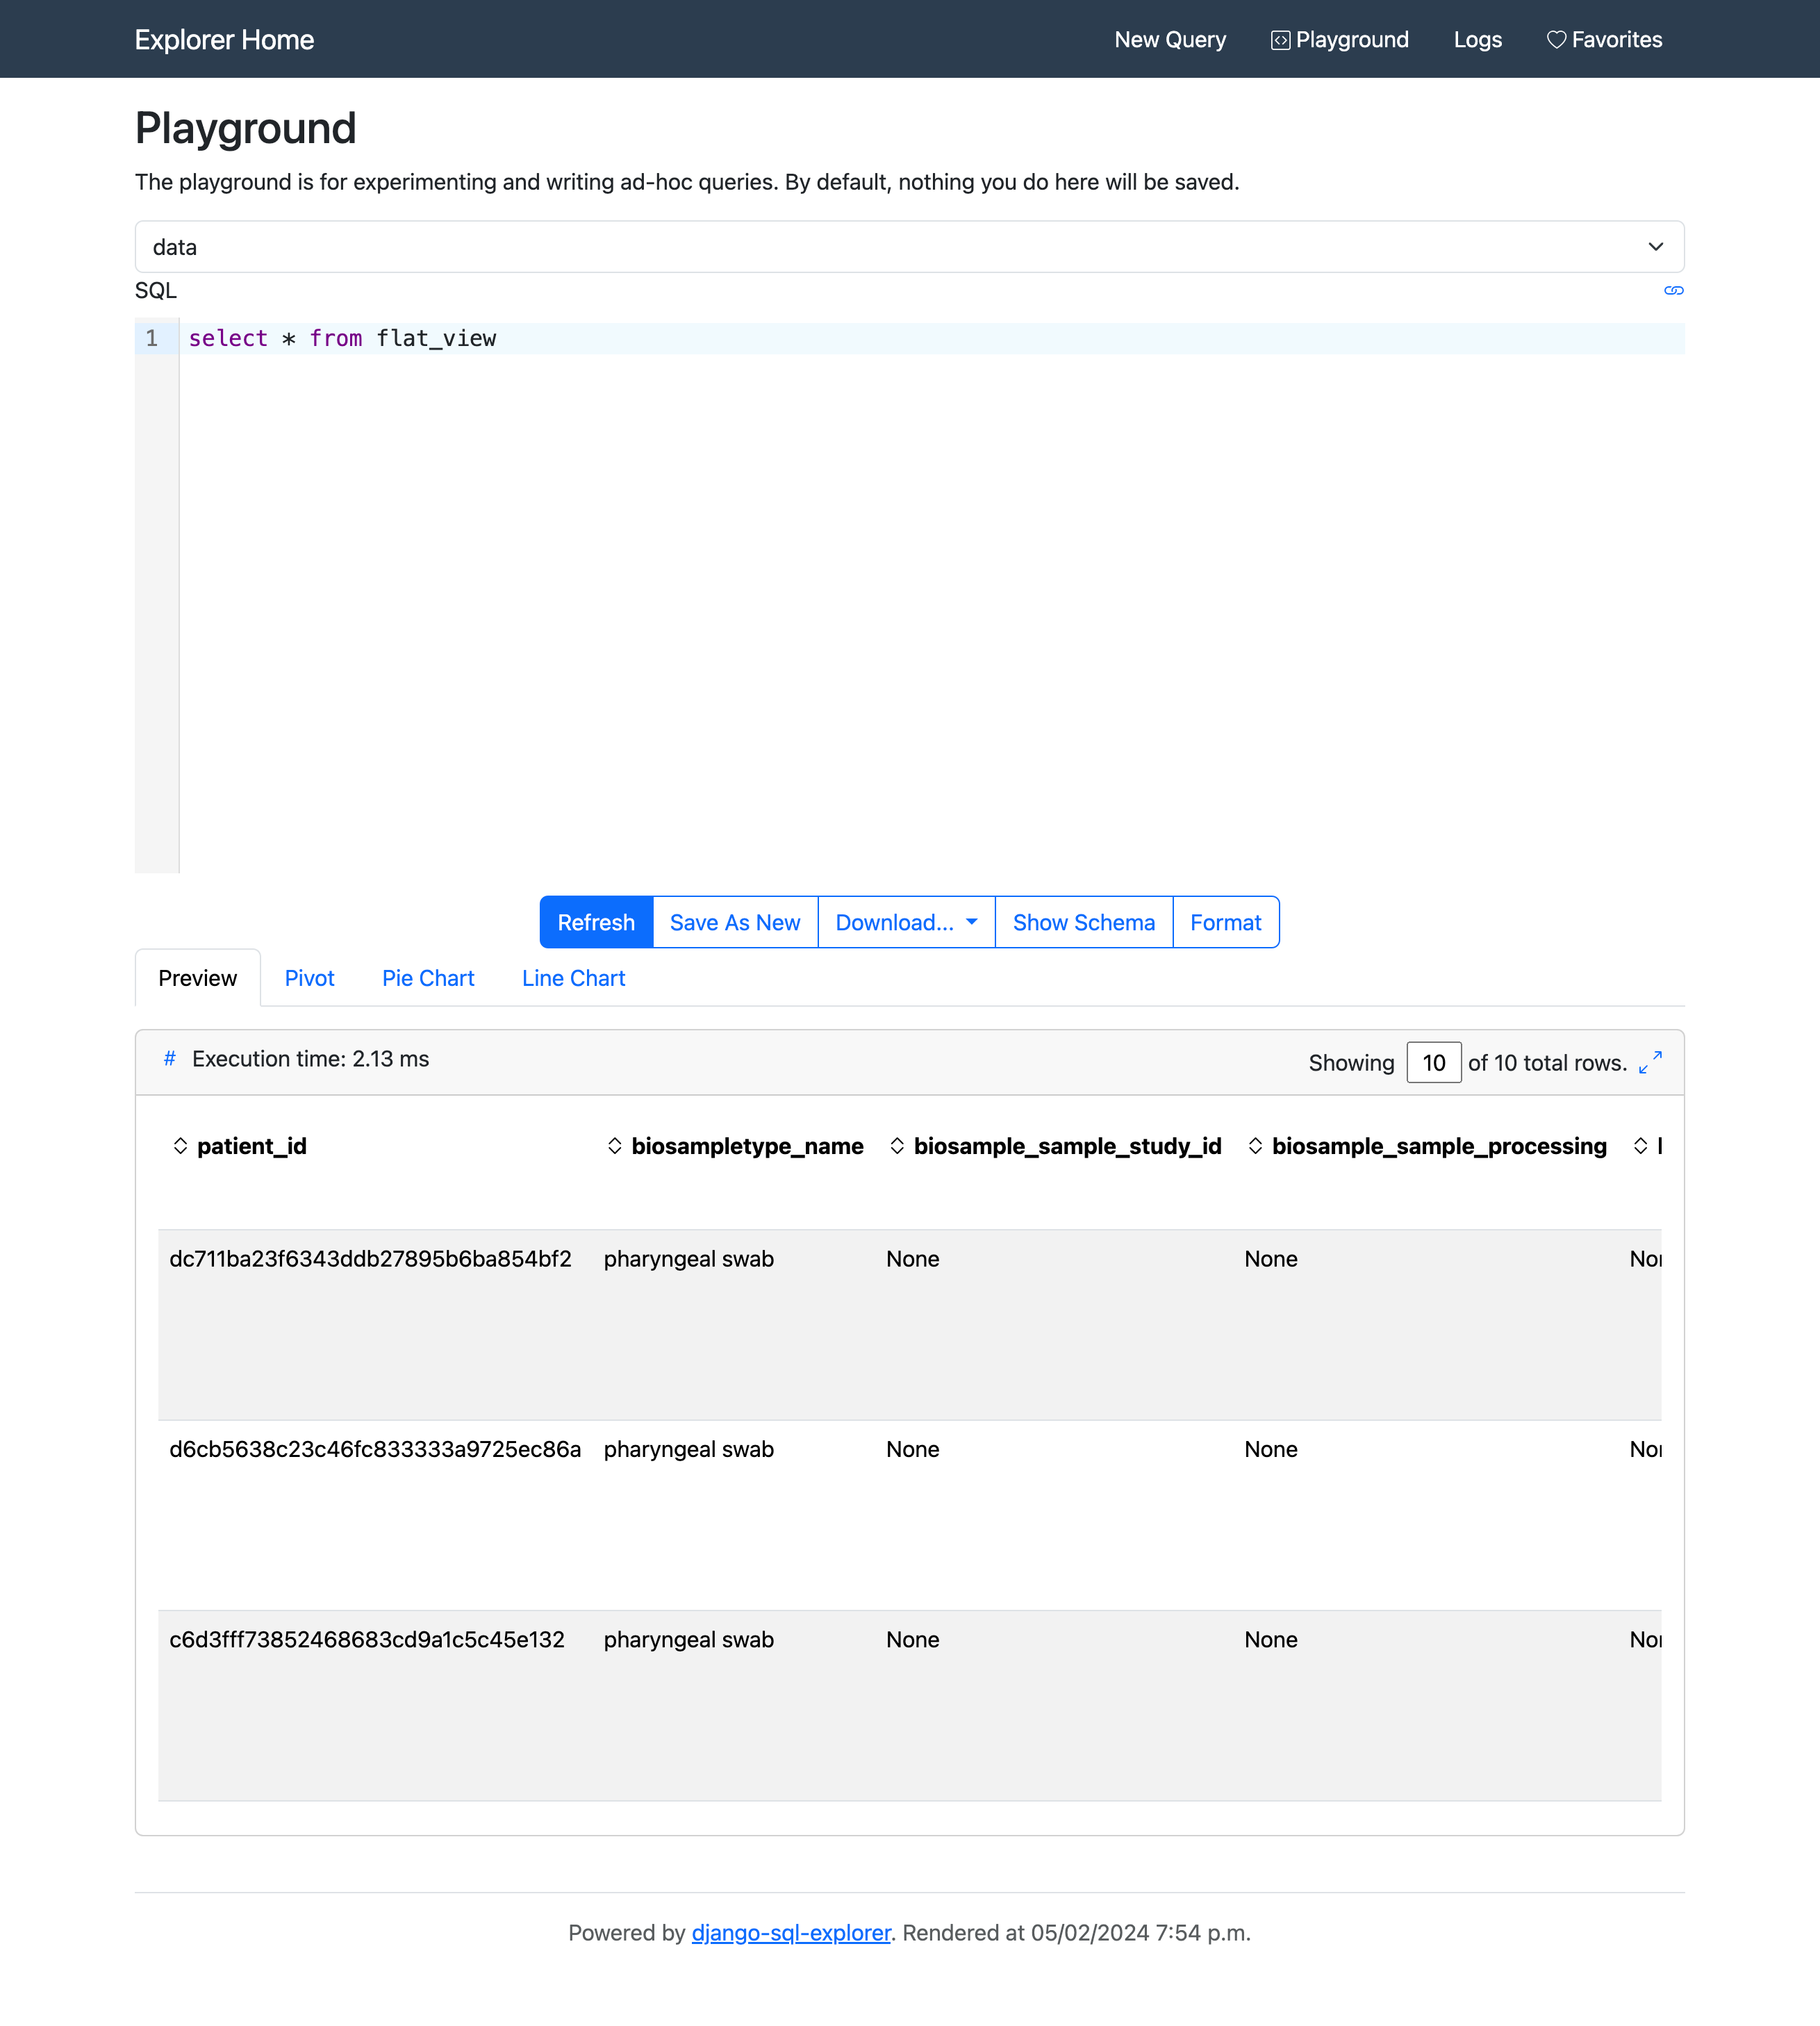 Explorer Home
New Query
Playground
Logs
Favorites
Playground
The playground is for experimenting and writing ad-hoc queries. By default, nothing you do here will be saved.
data
SQL
1 select * from flat_view
Refresh
Save As New
Download...
Show Schema
Format
Preview
Pivot
Pie Chart
Line Chart
# Execution time: 2.13 ms
Showing 10 of 10 total rows.
patient_id biosampletype_name biosample_sample_study_id biosample_sample_processing
dc711ba23f6343ddb27895b6ba854bf2 pharyngeal swab None None
d6cb5638c23c46fc833333a9725ec86a pharyngeal swab None None
c6d3fff73852468683cd9a1c5c45e132 pharyngeal swab None None
Powered by django-sql-explorer. Rendered at 05/02/2024 7:54 p.m.